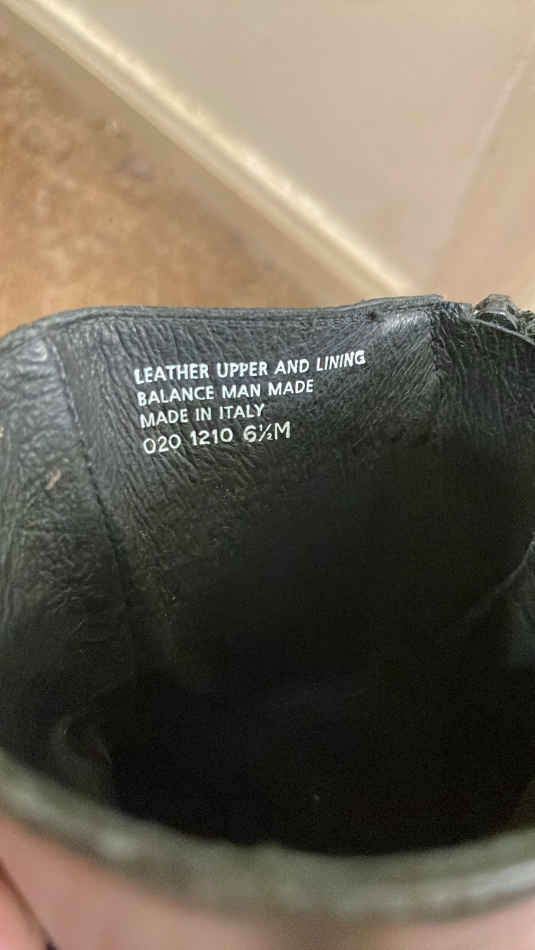 LEATHER UPPER AND LINING
BALANCE MAN MADE
MADE IN ITALY
020 1210 6½M